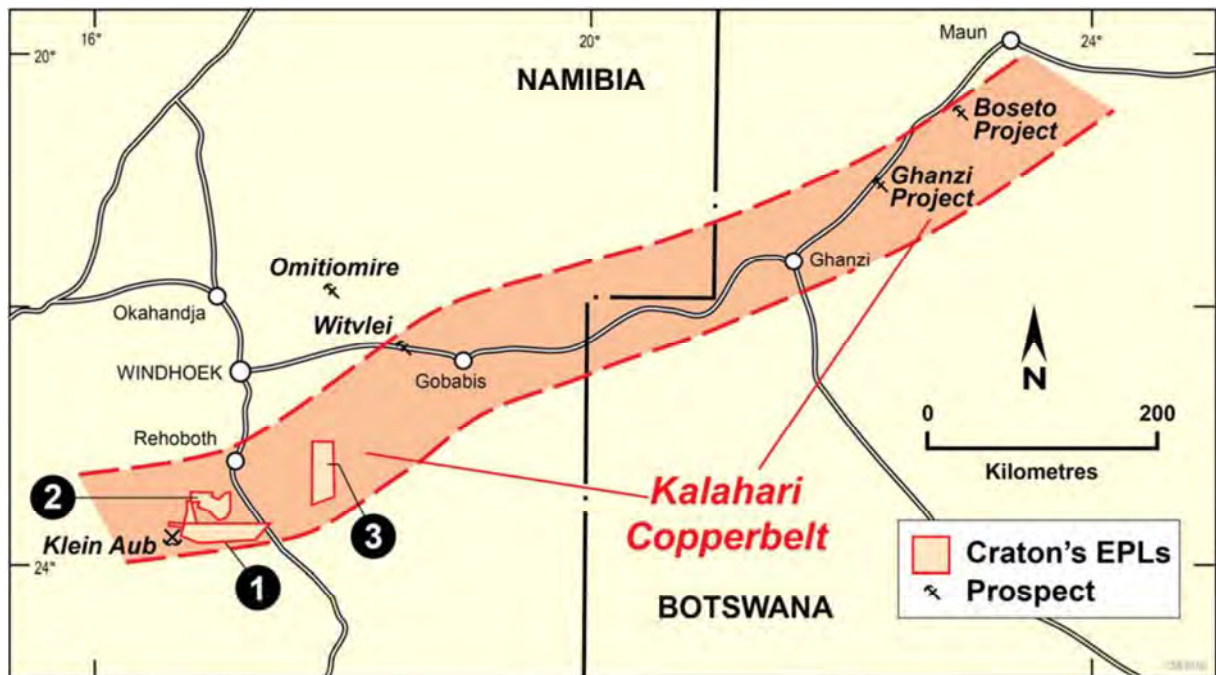 16°
20°
24°
20°
Maun
NAMIBIA
Boseto
Project
Ghanzi
Project
Omitiomire
Ghanzi
Okahandja
Witvlei
WINDHOEK
Gobabis
N
Rehoboth
0
200
Kilometres
2
3
Kalahari
Copperbelt
Klein Aub
1
24°
Craton's EPLs
Prospect
BOTSWANA